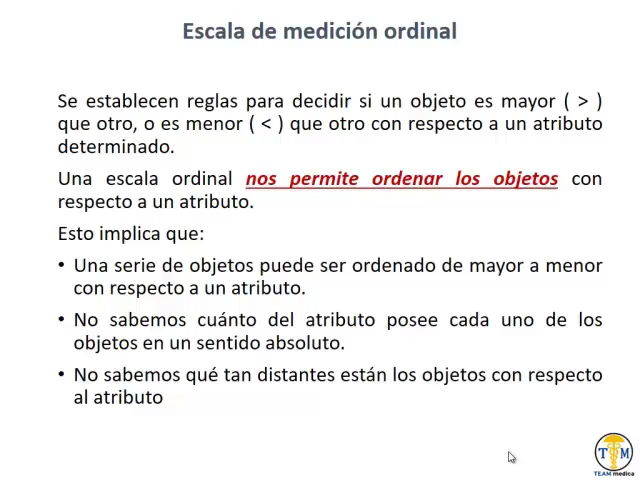 Escala de medición ordinal
Se establecen reglas para decidir si un objeto es mayor ( > )
que otro, o es menor ( < ) que otro con respecto a un atributo
determinado.
Una escala ordinal nos permite ordenar los objetos con
respecto a un atributo.
Esto implica que:
• Una serie de objetos puede ser ordenado de mayor a menor
con respecto a un atributo.
• No sabemos cuánto del atributo posee cada uno de los
objetos en un sentido absoluto.
• No sabemos qué tan distantes están los objetos con respecto
al atributo
T M
TEAM medica